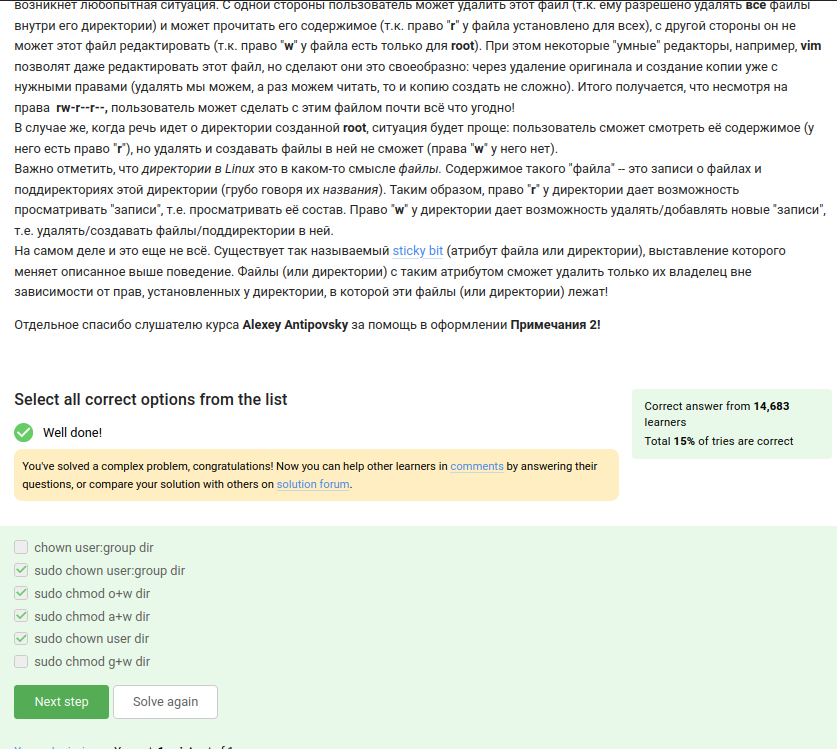 возникнет любопытная ситуация. С одной стороны пользователь может удалить этот файл (т.к. ему разрешено удалять все файлы
внутри его директории) и может прочитать его содержимое (т.к. право "r" у файла установлено для всех), с другой стороны он не
может этот файл редактировать (т.к. право "w" у файла есть только для root). При этом некоторые "умные" редакторы, например, vim
позволят даже редактировать этот файл, но сделают они это своеобразно: через удаление оригинала и создание копии уже с
нужными правами (удалять мы можем, а раз можем читать, то и копию создать не сложно). Итого получается, что несмотря на
права rw-r--r--, пользователь может сделать с этим файлом почти всё что угодно!
В случае же, когда речь идет о директории созданной root, ситуация будет проще: пользователь сможет смотреть её содержимое (у
него есть право "r"), но удалять и создавать файлы в ней не сможет (права "w" у него нет).
Важно отметить, что директории в Linux это в каком-то смысле файлы. Содержимое такого "файла" -- это записи о файлах и
поддиректориях этой директории (грубо говоря их названия). Таким образом, право "r" у директории дает возможность
просматривать "записи", т.е. просматривать её состав. Право "w" у директории дает возможность удалять/добавлять новые "записи",
т.е. удалять/создавать файлы/поддиректории в ней.
На самом деле и это еще не всё. Существует так называемый sticky bit (атрибут файла или директории), выставление которого
меняет описанное выше поведение. Файлы (или директории) с таким атрибутом сможет удалить только их владелец вне
зависимости от прав, установленных у директории, в которой эти файлы (или директории) лежат!
Отдельное спасибо слушателю курса Alexey Antipovsky за помощь в оформлении Примечания 2!
Select all correct options from the list
Well done!
You've solved a complex problem, congratulations! Now you can help other learners in comments by answering their
questions, or compare your solution with others on solution forum.
Correct answer from 14,683
learners
Total 15% of tries are correct
chown user:group dir
sudo chown user:group dir
sudo chmod o+w dir
sudo chmod a+w dir
sudo chown user dir
sudo chmod g+w dir
Next step
Solve again